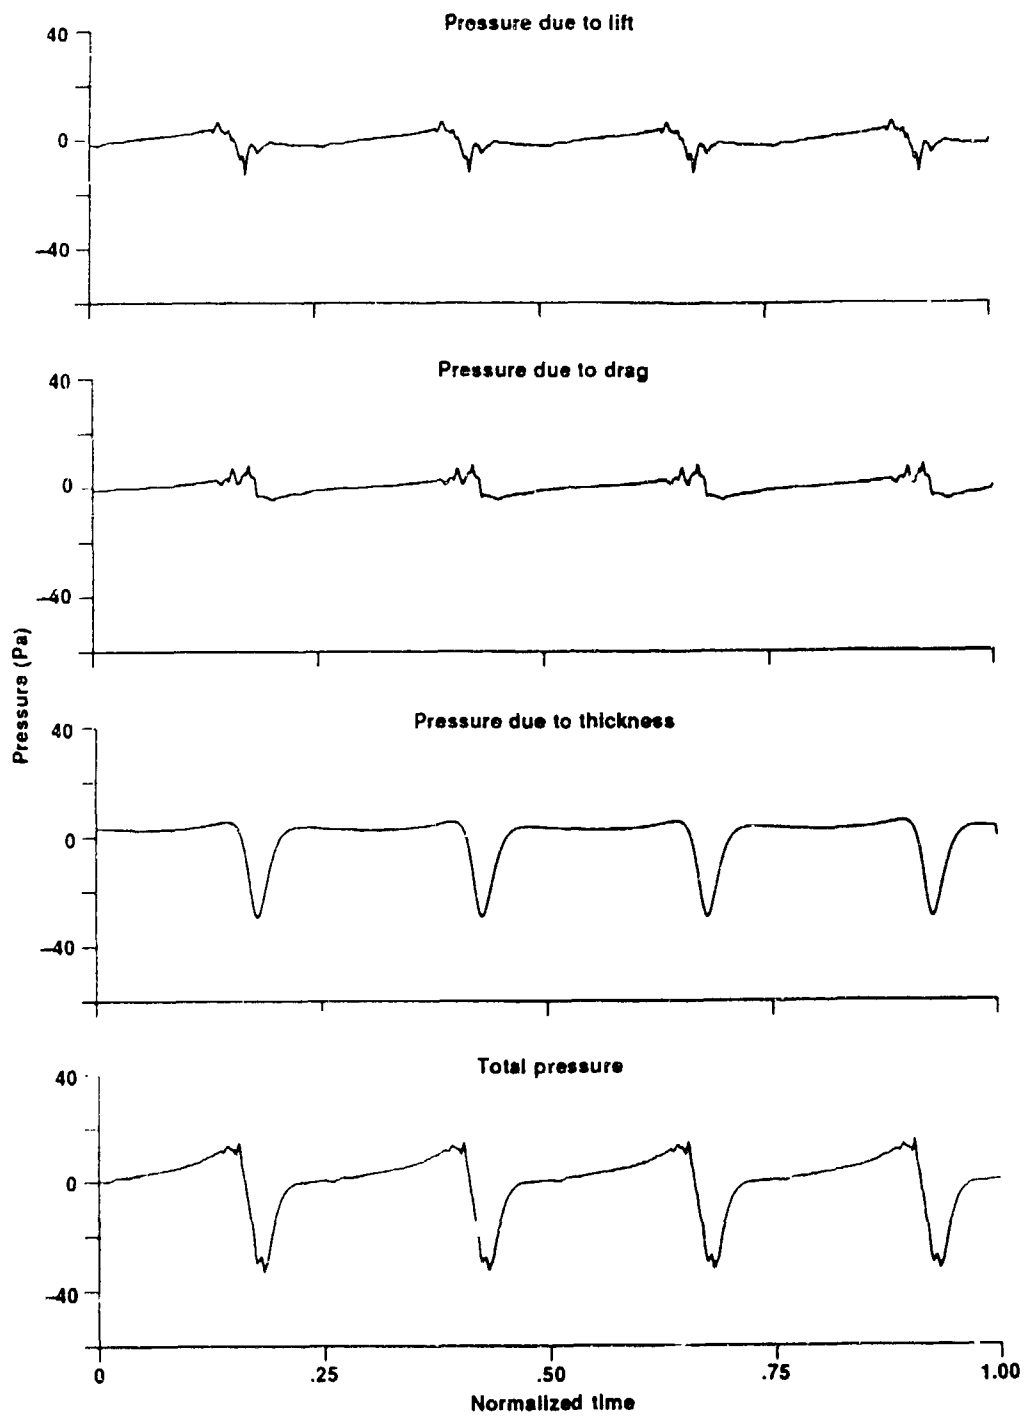 Pressure due to lift
40
0
−40
Pressure due to drag
40
0
−40
Pressure (Pa)
Pressure due to thickness
40
0
−40
Total pressure
40
0
−40
0 .25 .50 .75 1.00
Normalized time